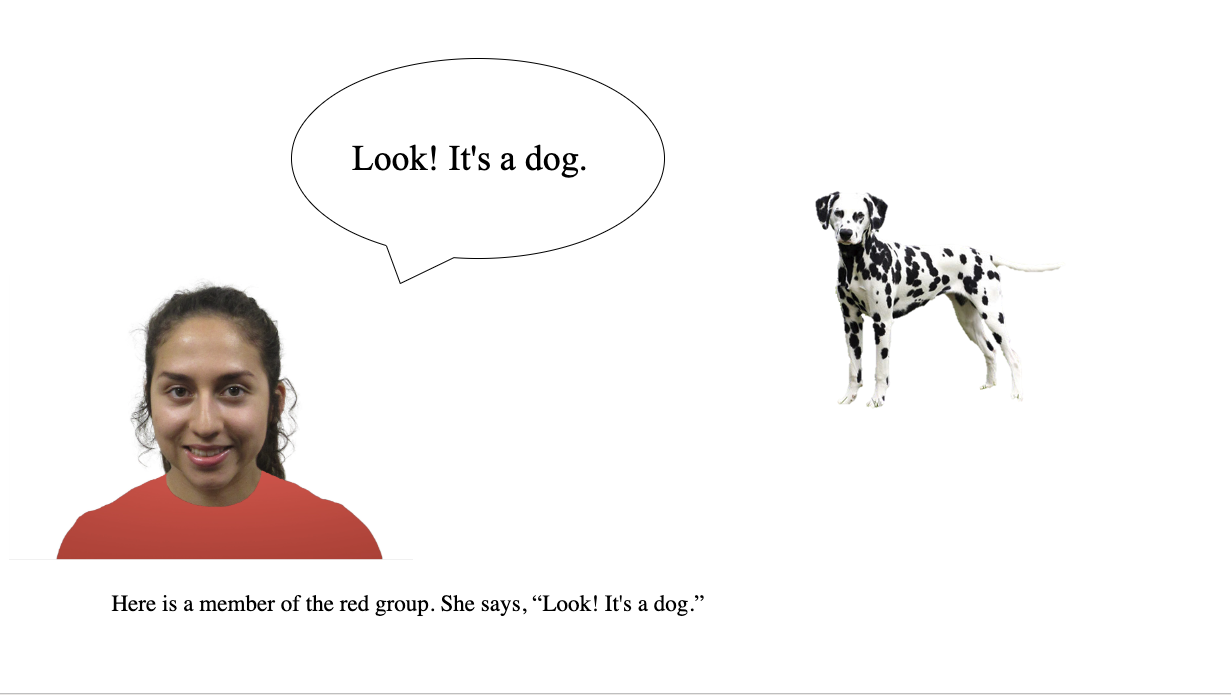 Look! It's a dog.
Here is a member of the red group. She says, “Look! It's a dog.”